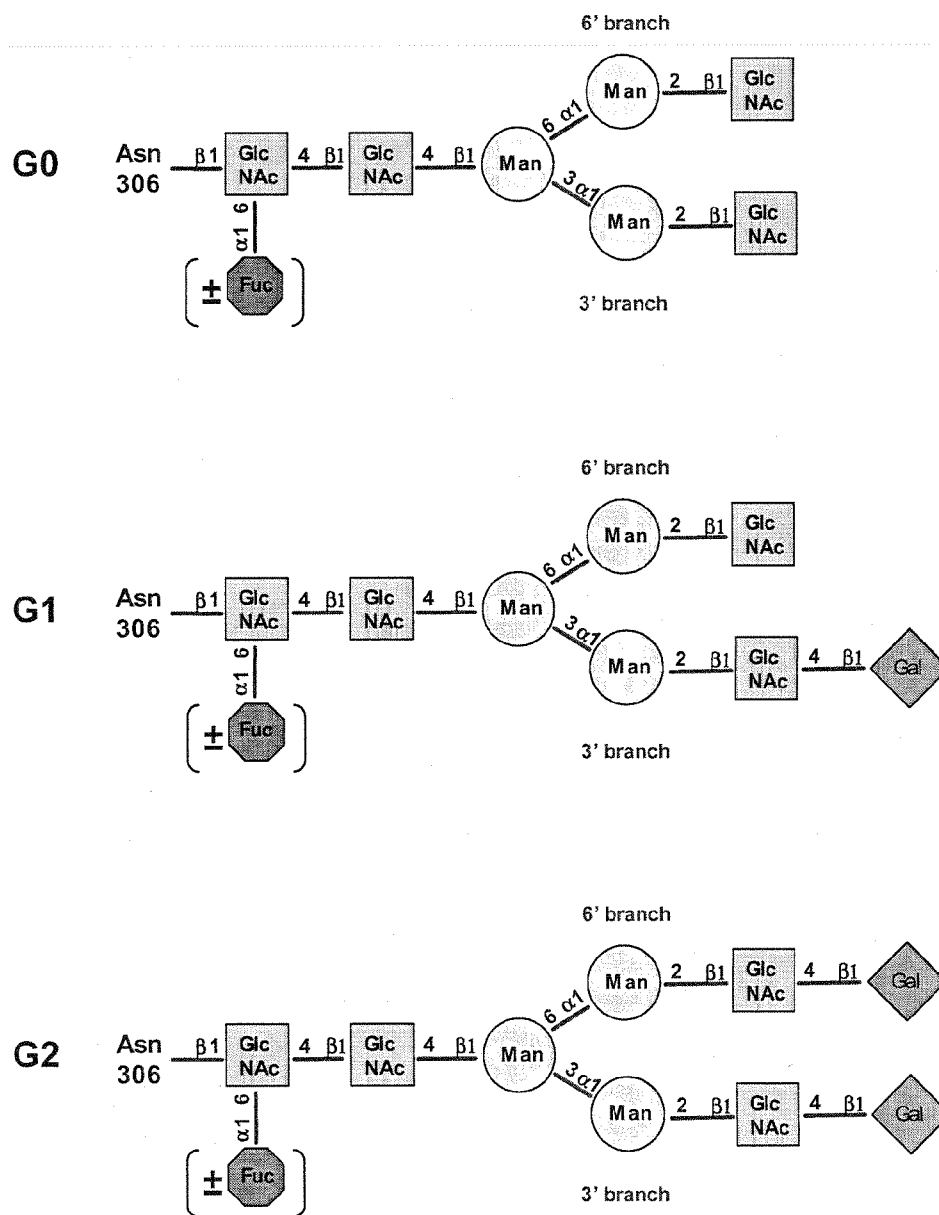 6' branch
Man 2 β1 Glc NAc
6 α1
G0 Asn 306 β1 Glc NAc 4 β1 Glc NAc 4 β1 Man
3 α1
Man 2 β1 Glc NAc
6
α1
( ± Fuc )
3' branch
6' branch
Man 2 β1 Glc NAc
6 α1
G1 Asn 306 β1 Glc NAc 4 β1 Glc NAc 4 β1 Man
3 α1
Man 2 β1 Glc NAc 4 β1 Gal
6
α1
( ± Fuc )
3' branch
6' branch
Man 2 β1 Glc NAc 4 β1 Gal
6 α1
G2 Asn 306 β1 Glc NAc 4 β1 Glc NAc 4 β1 Man
3 α1
Man 2 β1 Glc NAc 4 β1 Gal
6
α1
( ± Fuc )
3' branch